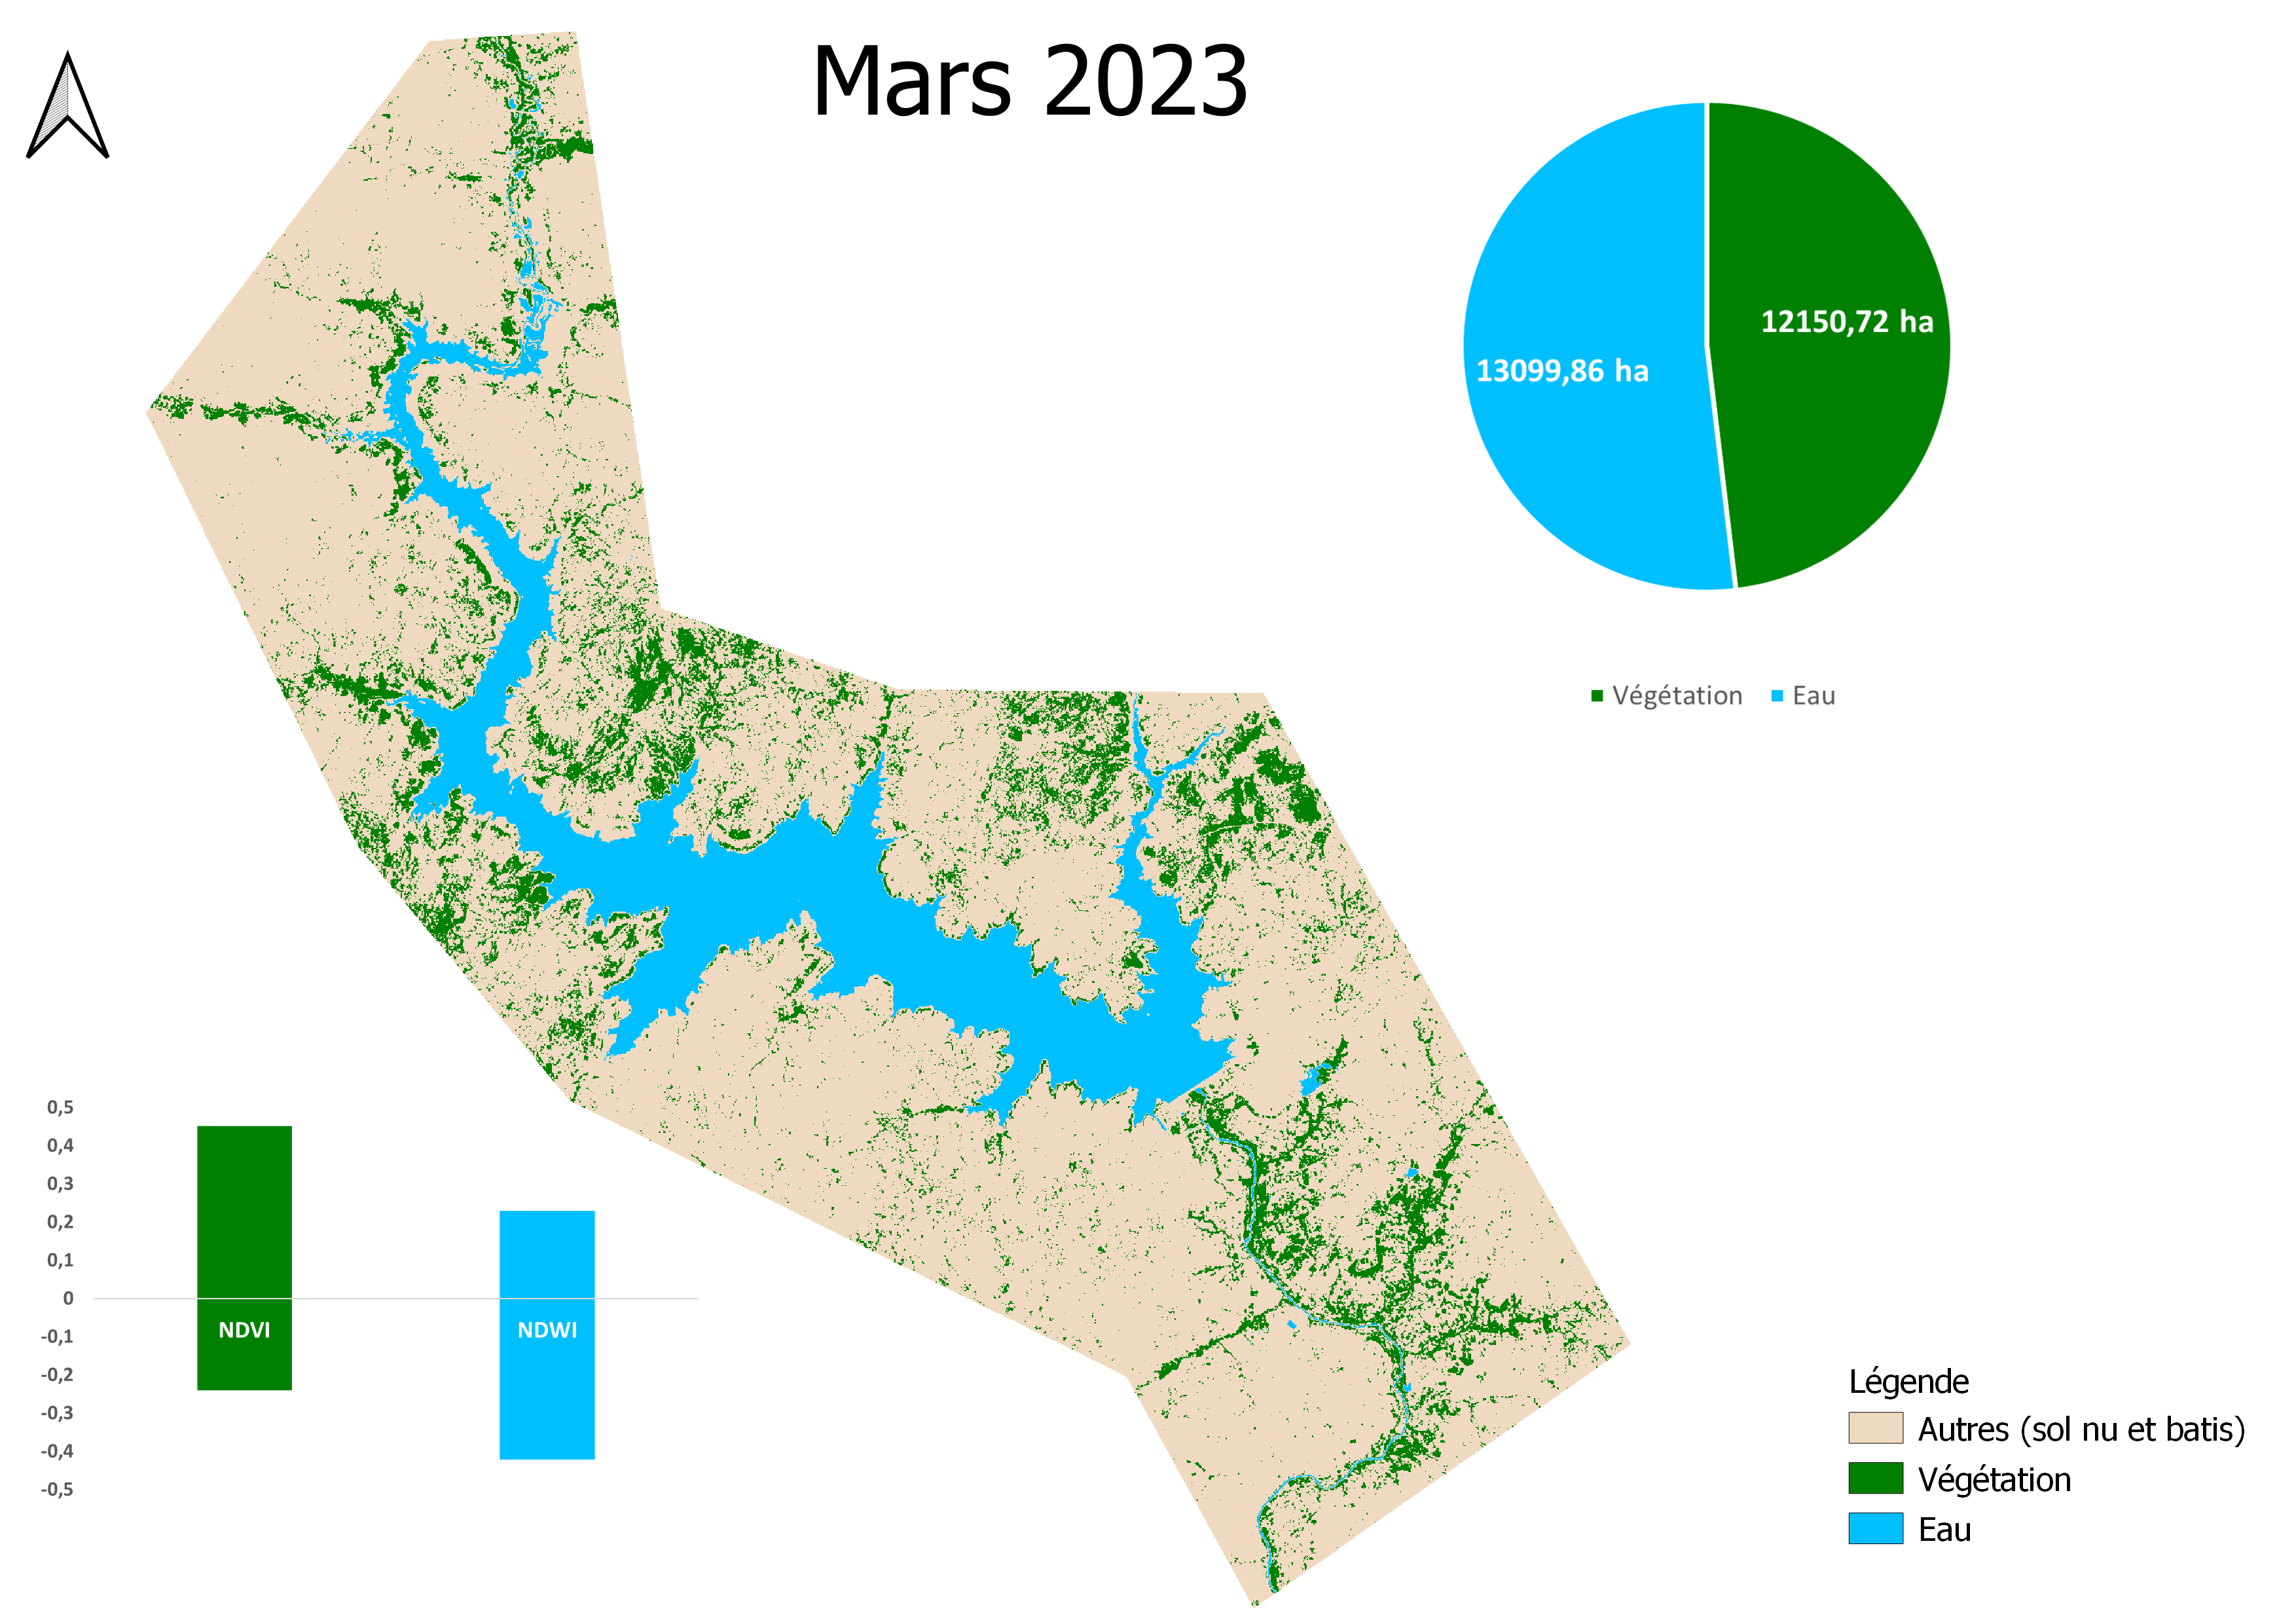 Mars 2023
12150,72 ha
13099,86 ha
Végétation
Eau
0,5
0,4
0,3
0,2
0,1
0
-0,1
-0,2
-0,3
-0,4
-0,5
NDVI
NDWI
Légende
Autres (sol nu et batis)
Végétation
Eau